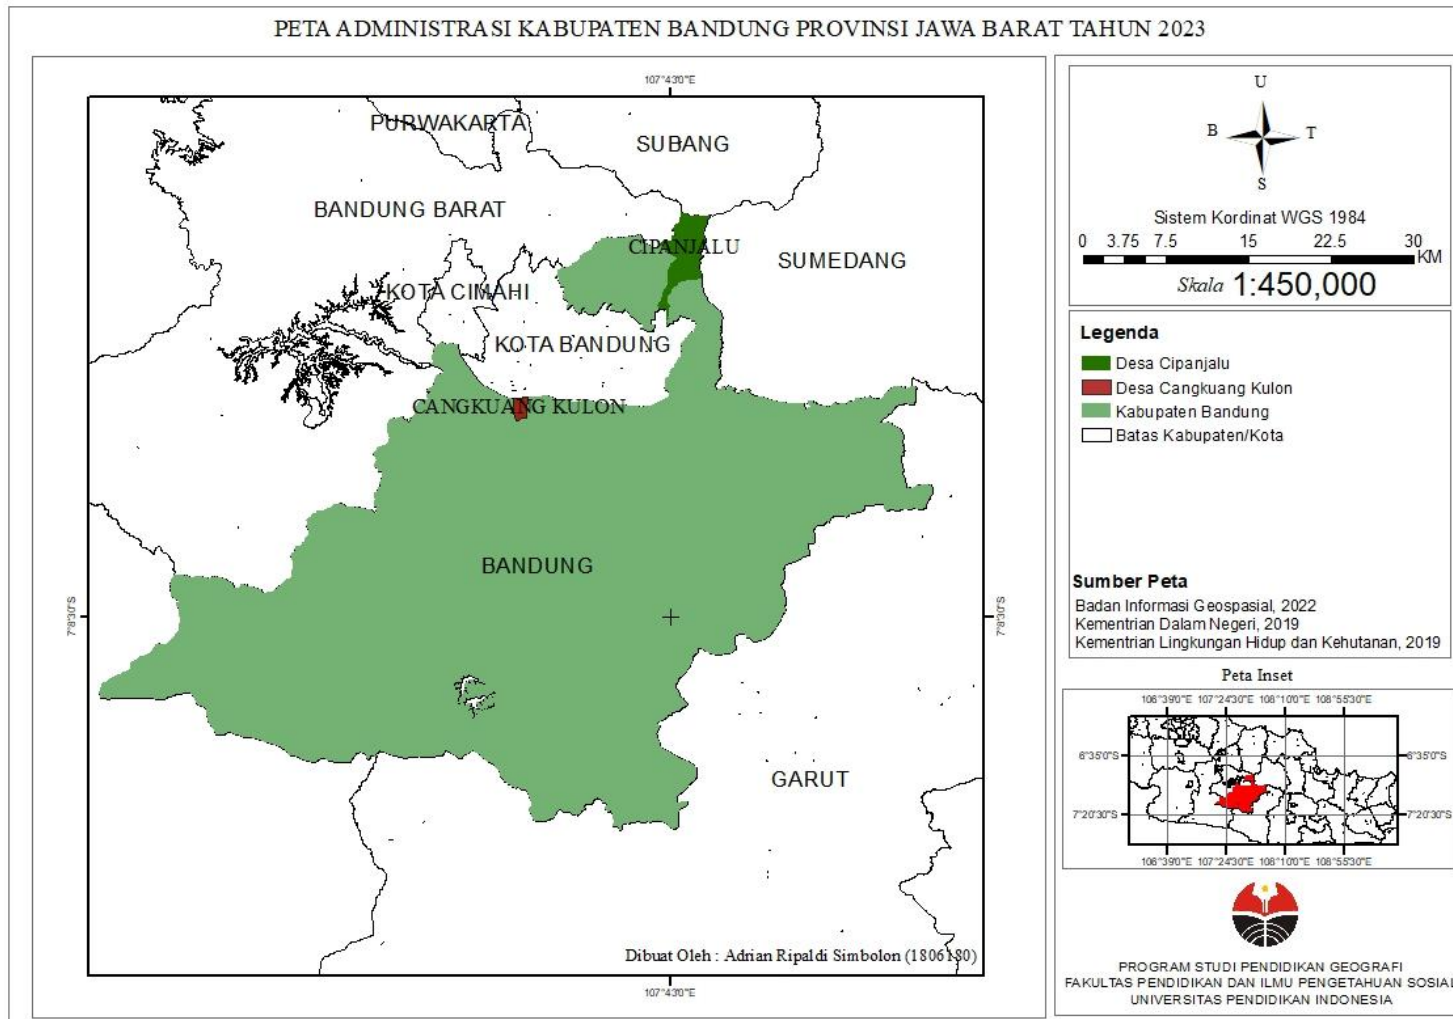 PETA ADMINISTRASI KABUPATEN BANDUNG PROVINSI JAWA BARAT TAHUN 2023
107°43'0"E
PURWAKARTA
SUBANG
BANDUNG BARAT
CIPANJALU
SUMEDANG
KOTA CIMAHI
KOTA BANDUNG
CANGKUANG KULON
BANDUNG
7°8'30"S
7°8'30"S
GARUT
Dibuat Oleh : Adrian Ripaldi Simbolon (1806180)
107°43'0"E
U
B T
S
Sistem Kordinat WGS 1984
0 3.75 7.5 15 22.5 30
KM
Skala 1:450,000
Legenda
Desa Cipanjalu
Desa Cangkuang Kulon
Kabupaten Bandung
Batas Kabupaten/Kota
Sumber Peta
Badan Informasi Geospasial, 2022
Kementrian Dalam Negeri, 2019
Kementrian Lingkungan Hidup dan Kehutanan, 2019
Peta Inset
106°39'0"E 107°24'30"E 108°10'0"E 108°55'30"E
6°35'0"S 6°35'0"S
7°20'30"S 7°20'30"S
106°39'0"E 107°24'30"E 108°10'0"E 108°55'30"E
PROGRAM STUDI PENDIDIKAN GEOGRAFI
FAKULTAS PENDIDIKAN DAN ILMU PENGETAHUAN SOSIAL
UNIVERSITAS PENDIDIKAN INDONESIA